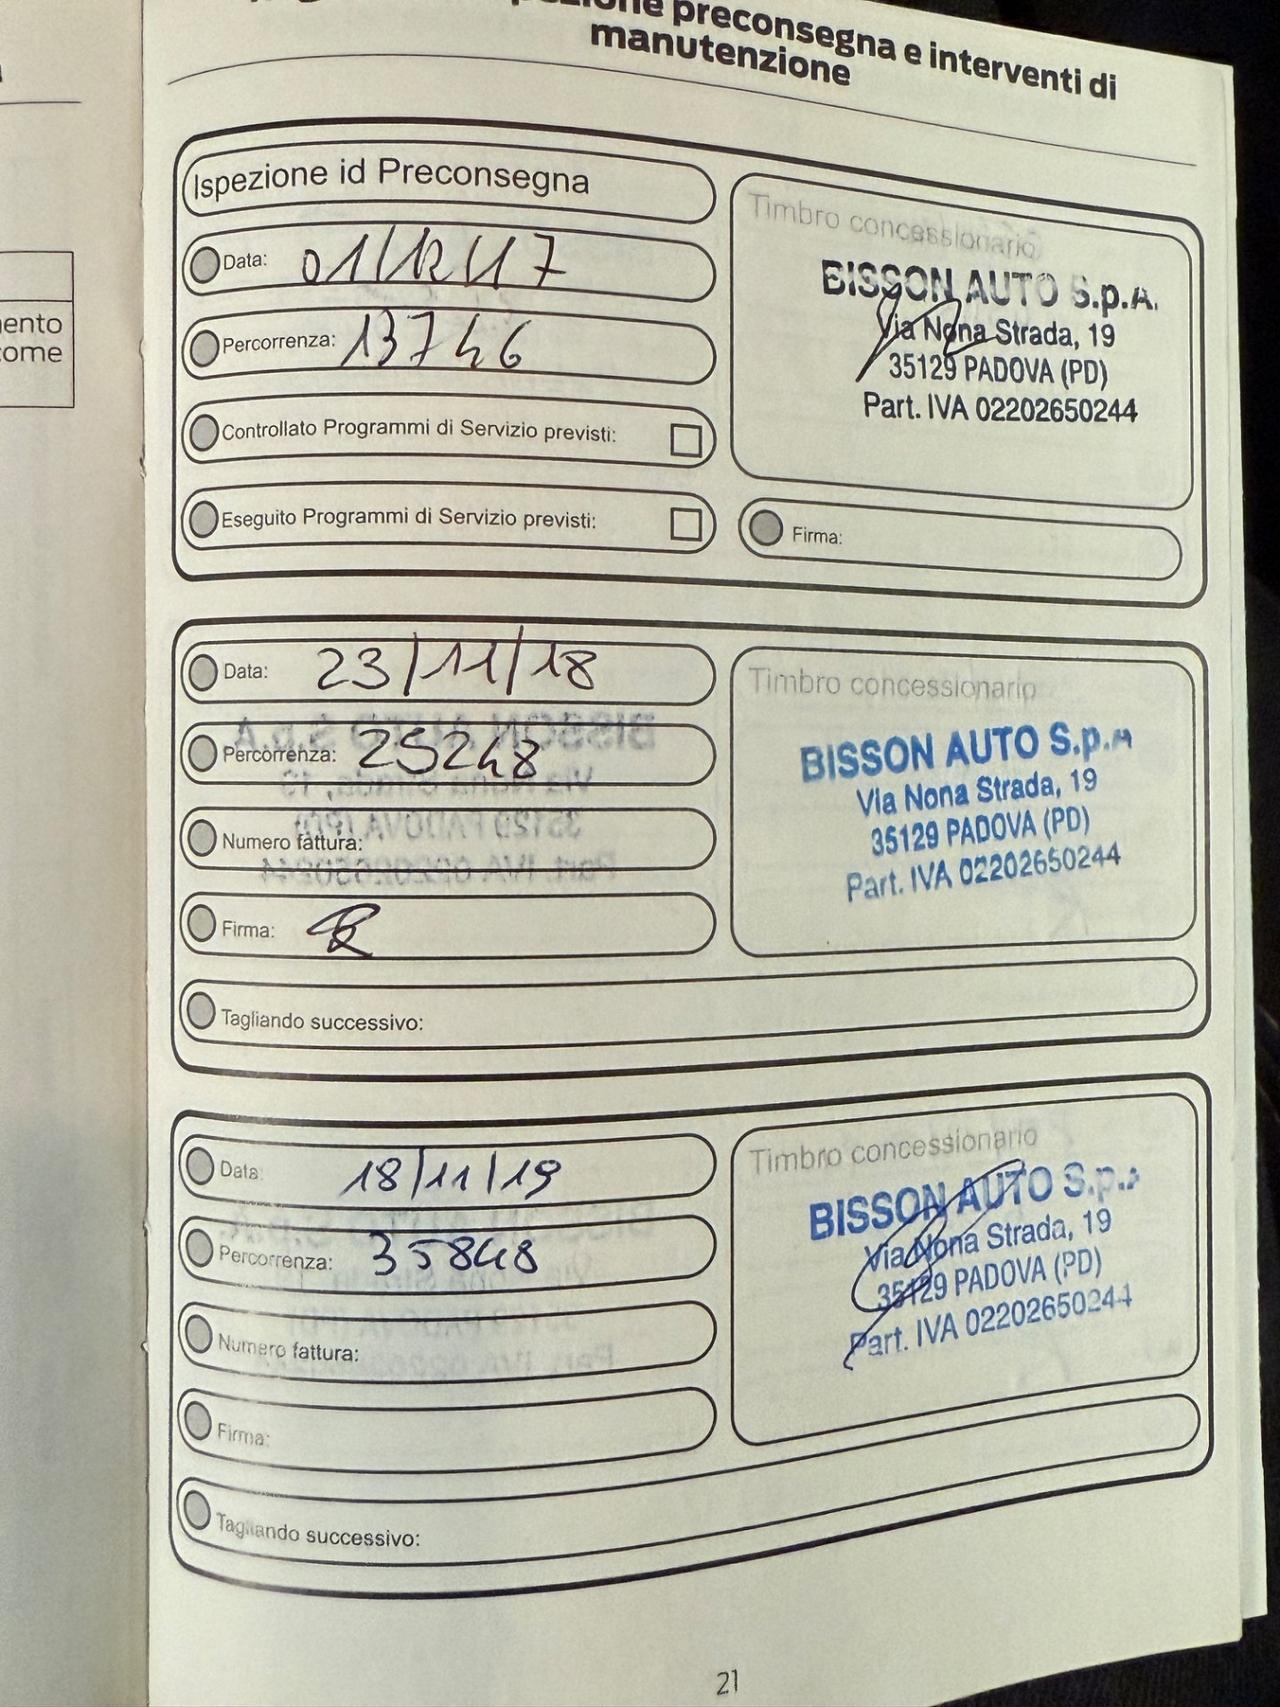 preconsegna e interventi di
manutenzione
Ispezione id Preconsegna
Data: 01/12/17
Percorrenza: 13746
Controllato Programmi di Servizio previsti:
Eseguito Programmi di Servizio previsti:
Timbro concessionario
BISSON AUTO S.p.A.
Via Nona Strada, 19
35129 PADOVA (PD)
Part. IVA 02202650244
Firma:
Data: 23/11/18
Percorrenza: 25248
Numero fattura:
Firma:
Timbro concessionario
BISSON AUTO S.p.A
Via Nona Strada, 19
35129 PADOVA (PD)
Part. IVA 02202650244
Tagliando successivo:
Data: 18/11/19
Percorrenza: 35848
Numero fattura:
Firma:
Timbro concessionario
BISSON AUTO S.p.A
Via Nona Strada, 19
35129 PADOVA (PD)
Part. IVA 02202650244
Tagliando successivo:
21
ento
come